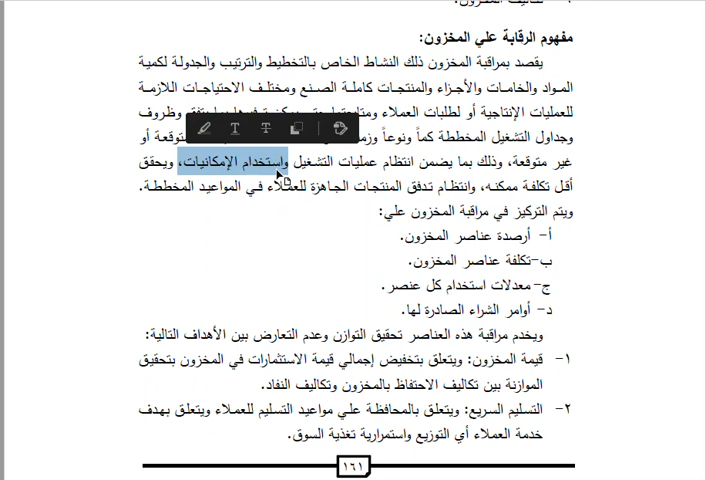 مفهوم الرقابة علي المخزون:
يقصد بمراقبة المخزون ذلك النشاط الخاص بالتخطيط والترتيب والجدولة لكمية
المواد والخامات والأجزاء والمنتجات كاملة الصنع ومختلف الاحتياجات اللازمة
للعمليات الإنتاجية أو لطلبات العملاء وظروف
وجداول التشغيل المخططة كماً ونوعاً متوقعة أو
غير متوقعة، وذلك بما يضمن انتظام عمليات التشغيل واستخدام الإمكانيات، ويحقق
أقل تكلفة ممكنه، وانتظام تدفق المنتجات الجاهزة للعملاء في المواعيد المخططة.
ويتم التركيز في مراقبة المخزون علي:
أ- أرصدة عناصر المخزون.
ب-تكلفة عناصر المخزون.
ج- معدلات استخدام كل عنصر.
د- أوامر الشراء الصادرة لها.
ويخدم مراقبة هذه العناصر تحقيق التوازن وعدم التعارض بين الأهداف التالية:
١- قيمة المخزون: ويتعلق بتخفيض إجمالي قيمة الاستثمارات في المخزون بتحقيق
الموازنة بين تكاليف الاحتفاظ بالمخزون وتكاليف النفاد.
٢- التسليم السريع: ويتعلق بالمحافظة علي مواعيد التسليم للعملاء ويتعلق بهدف
خدمة العملاء أي التوزيع واستمرارية تغذية السوق.
١٦١